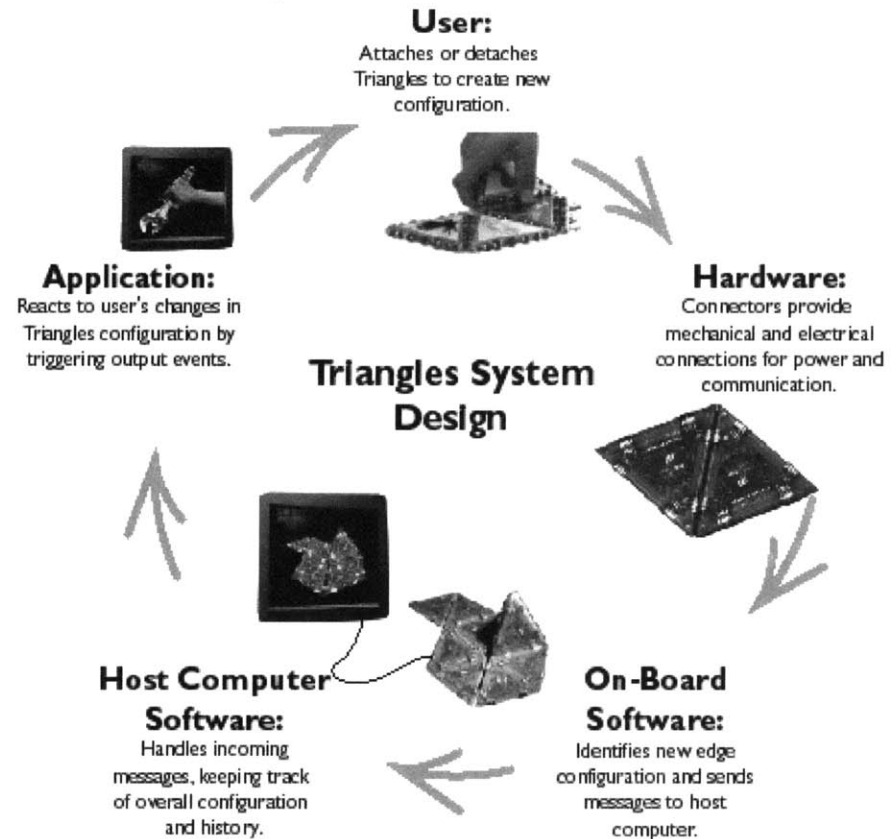 User:
Attaches or detaches
Triangles to create new
configuration.
Application:
Reacts to user's changes in
Triangles configuration by
triggering output events.
Hardware:
Connectors provide
mechanical and electrical
connections for power and
communication.
Triangles System
Design
Host Computer
Software:
Handles incoming
messages, keeping track
of overall configuration
and history.
On-Board
Software:
Identifies new edge
configuration and sends
messages to host
computer.